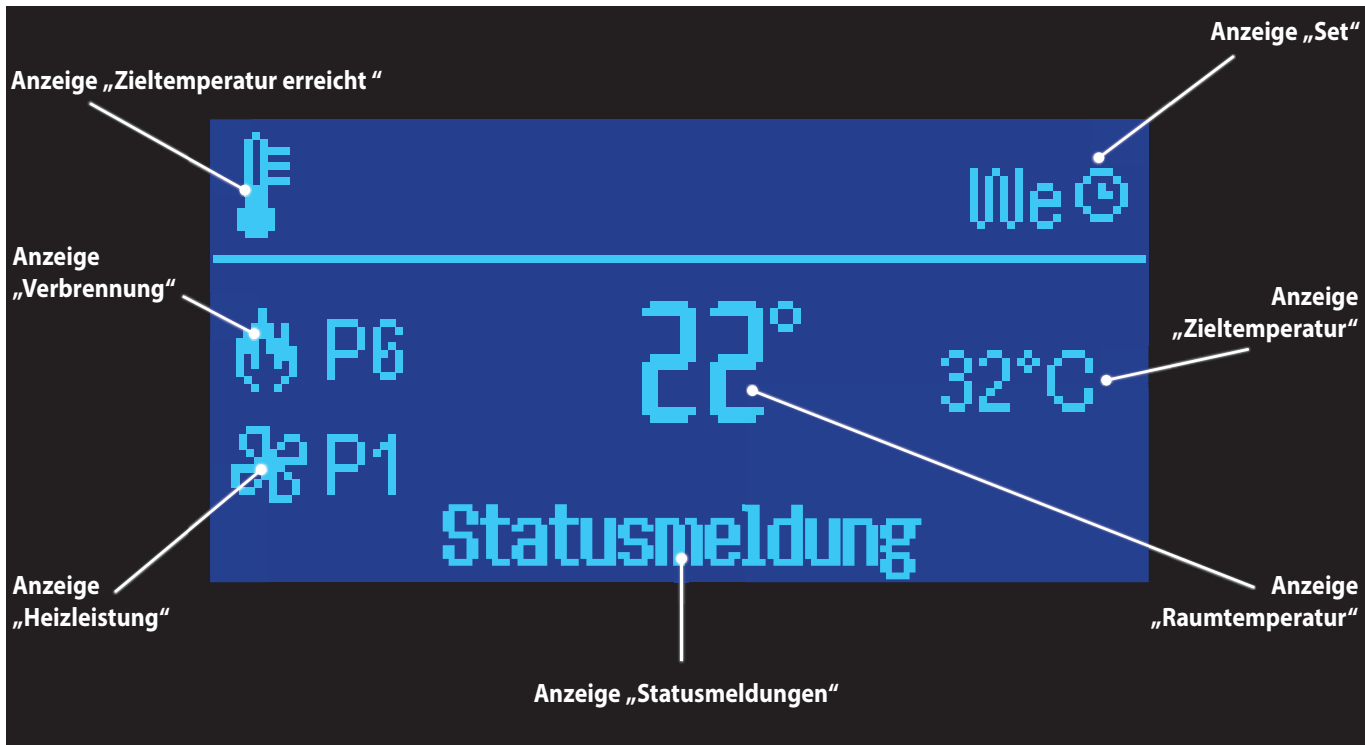 Anzeige „Set“
Anzeige „Zieltemperatur erreicht “
We
Anzeige
„Verbrennung“
P6
22°
32°C
Anzeige
„Zieltemperatur“
P1
Statusmeldung
Anzeige
„Heizleistung“
Anzeige
„Raumtemperatur“
Anzeige „Statusmeldungen“